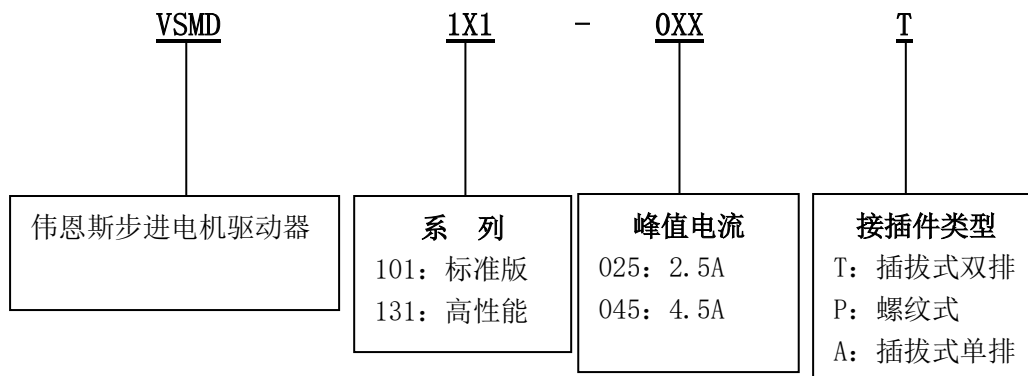 VSMD 1X1 - 0XX T
伟恩斯步进电机驱动器
系 列
101: 标准版
131: 高性能
峰值电流
025: 2.5A
045: 4.5A
接插件类型
T: 插拔式双排
P: 螺纹式
A: 插拔式单排